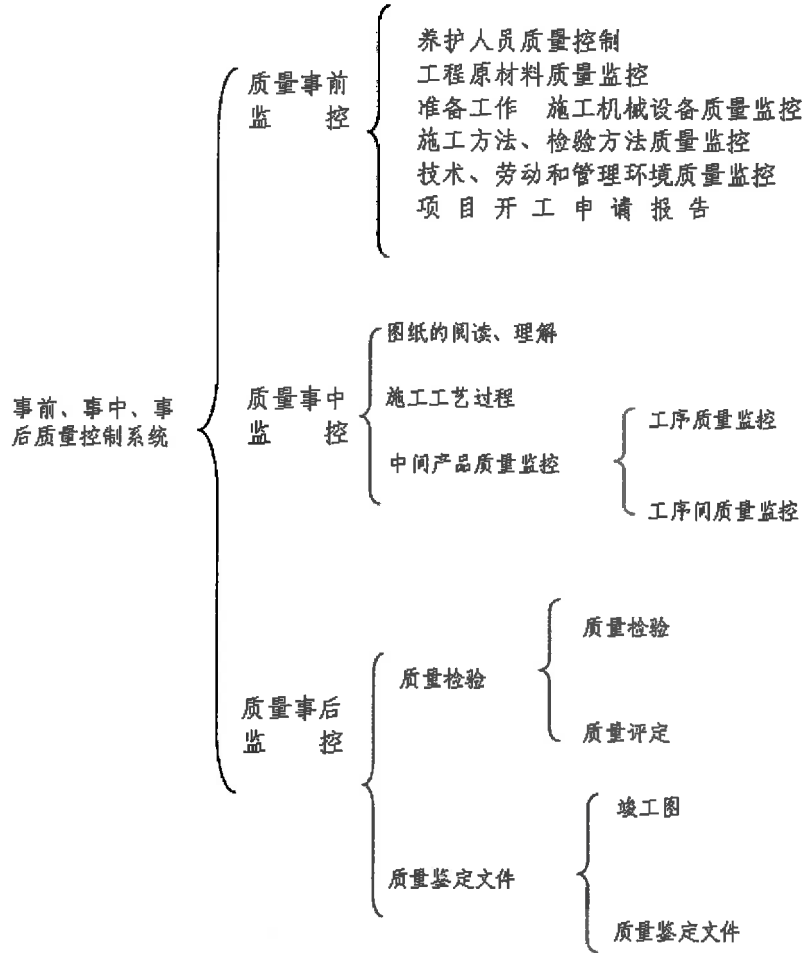 事前、事中、事
后质量控制系统
质量事前
监 控
养护人员质量控制
工程原材料质量监控
准备工作 施工机械设备质量监控
施工方法、检验方法质量监控
技术、劳动和管理环境质量监控
项目开工申请报告
质量事中
监 控
图纸的阅读、理解
施工工艺过程
中间产品质量监控
工序质量监控
工序间质量监控
质量事后
监 控
质量检验
质量检验
质量评定
质量鉴定文件
竣工图
质量鉴定文件